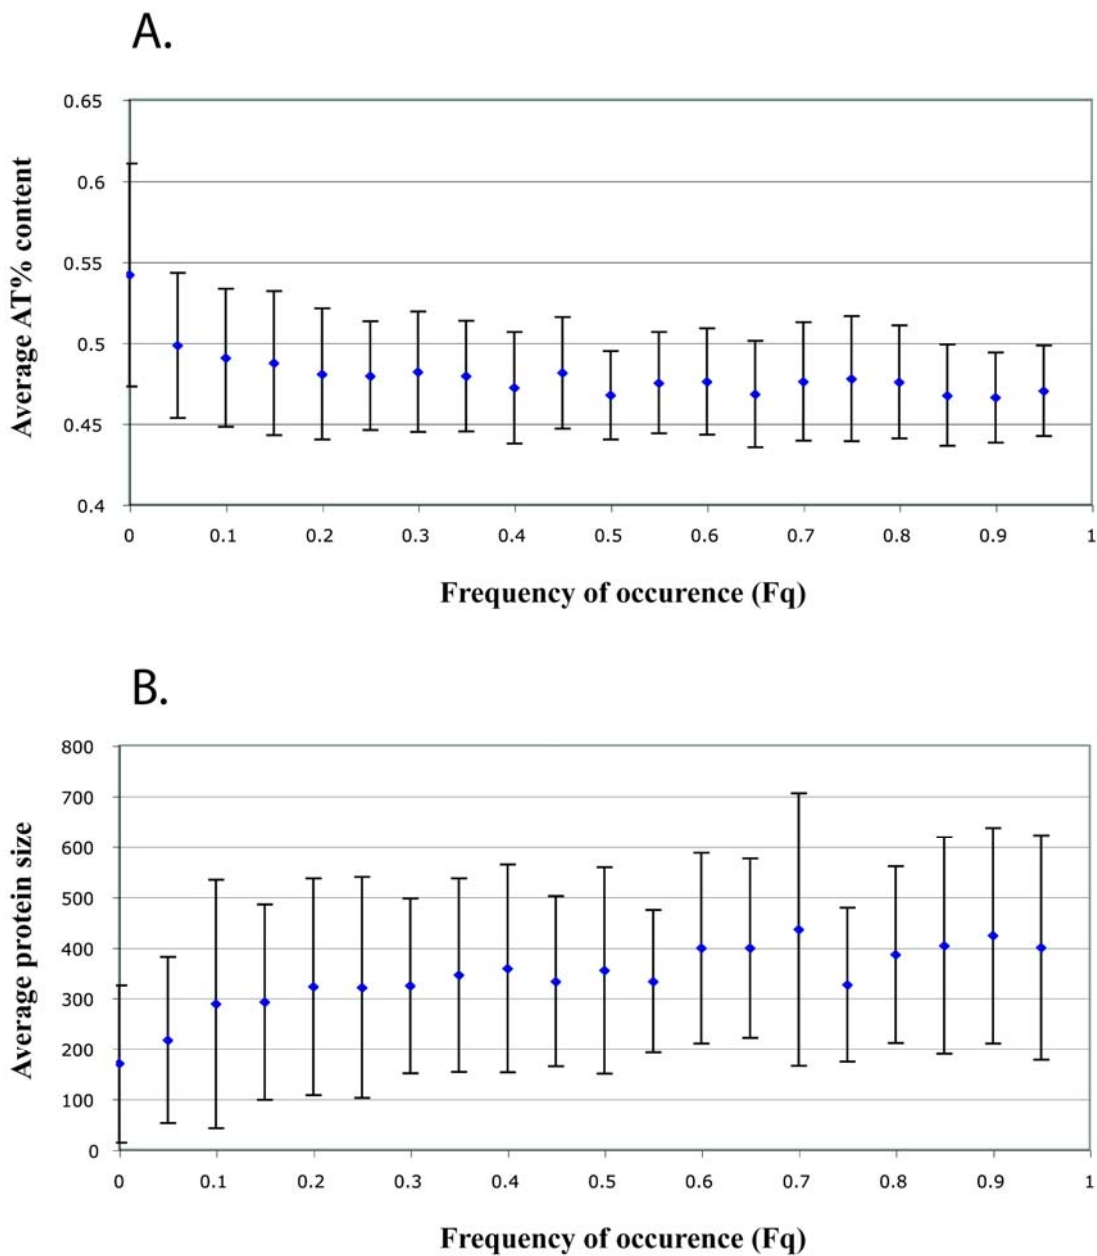 A.
0.65
0.6
0.55
0.5
0.45
0.4
Average AT% content
0 0.1 0.2 0.3 0.4 0.5 0.6 0.7 0.8 0.9 1
Frequency of occurence (Fq)
B.
800
700
600
500
400
300
200
100
0
Average protein size
0 0.1 0.2 0.3 0.4 0.5 0.6 0.7 0.8 0.9 1
Frequency of occurence (Fq)